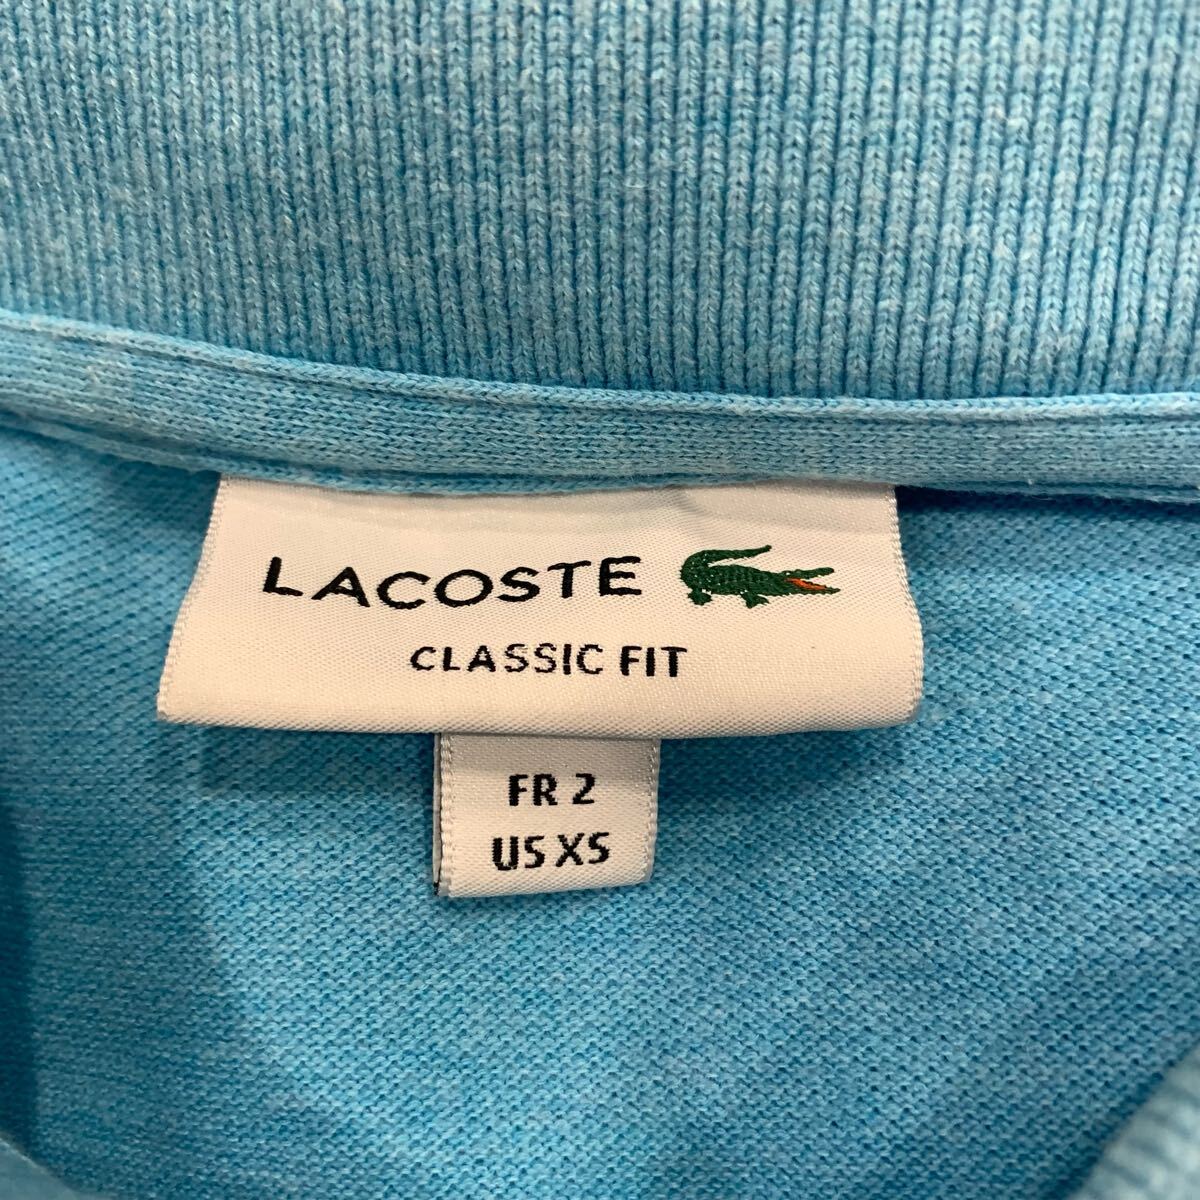 LACOSTE
CLASSIC FIT
FR 2
US XS